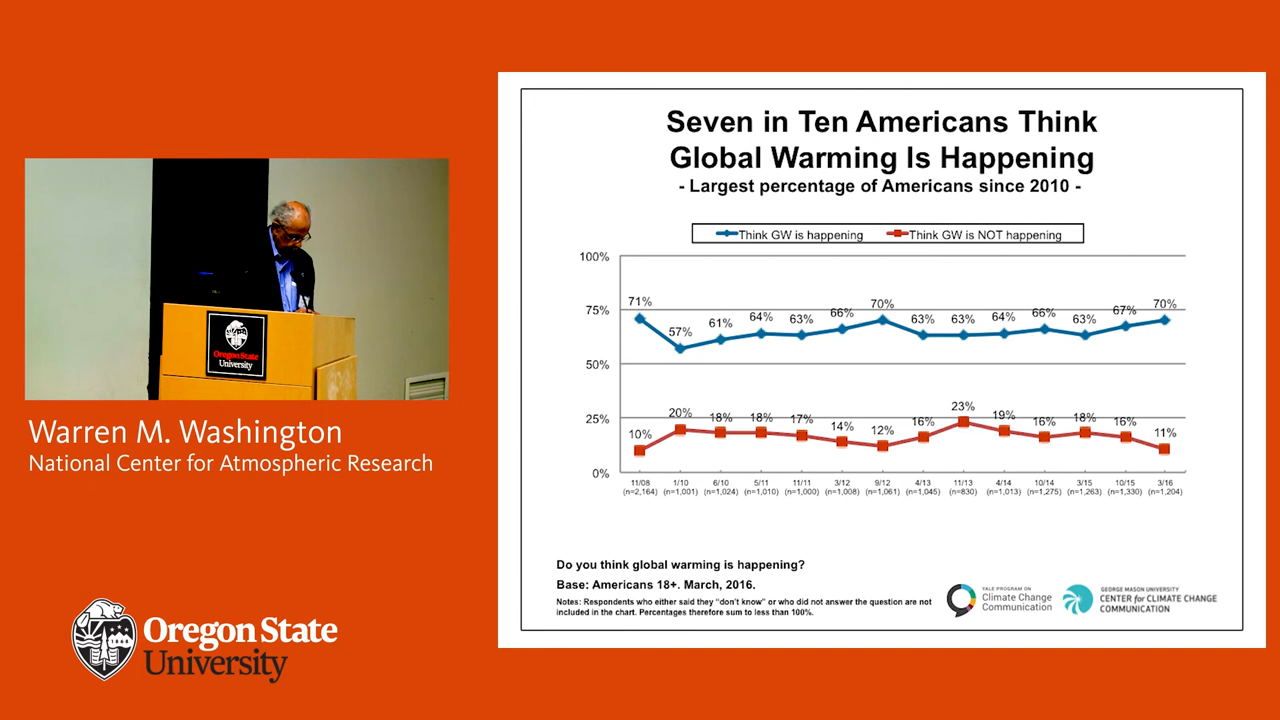 Seven in Ten Americans Think
Global Warming Is Happening
- Largest percentage of Americans since 2010 -
Think GW is happening
Think GW is NOT happening
100%
75%
50%
25%
0%
71%
57%
61%
64%
63%
66%
70%
63%
63%
64%
66%
63%
67%
70%
10%
20%
18%
18%
17%
14%
12%
16%
23%
19%
16%
18%
16%
11%
11/08 1/10 6/10 5/11 11/11 3/12 9/12 4/13 11/13 4/14 10/14 3/15 10/15 3/16
(n=2,164) (n=1,001) (n=1,024) (n=1,010) (n=1,000) (n=1,008) (n=1,061) (n=1,045) (n=830) (n=1,013) (n=1,275) (n=1,263) (n=1,330) (n=1,204)
Do you think global warming is happening?
Base: Americans 18+. March, 2016.
Notes: Respondents who either said they “don't know” or who did not answer the question are not
included in the chart. Percentages therefore sum to less than 100%.
YALE PROGRAM ON
Climate Change
Communication
GEORGE MASON UNIVERSITY
CENTER for CLIMATE CHANGE
COMMUNICATION
Oregon State
University
Warren M. Washington
National Center for Atmospheric Research
Oregon State
University